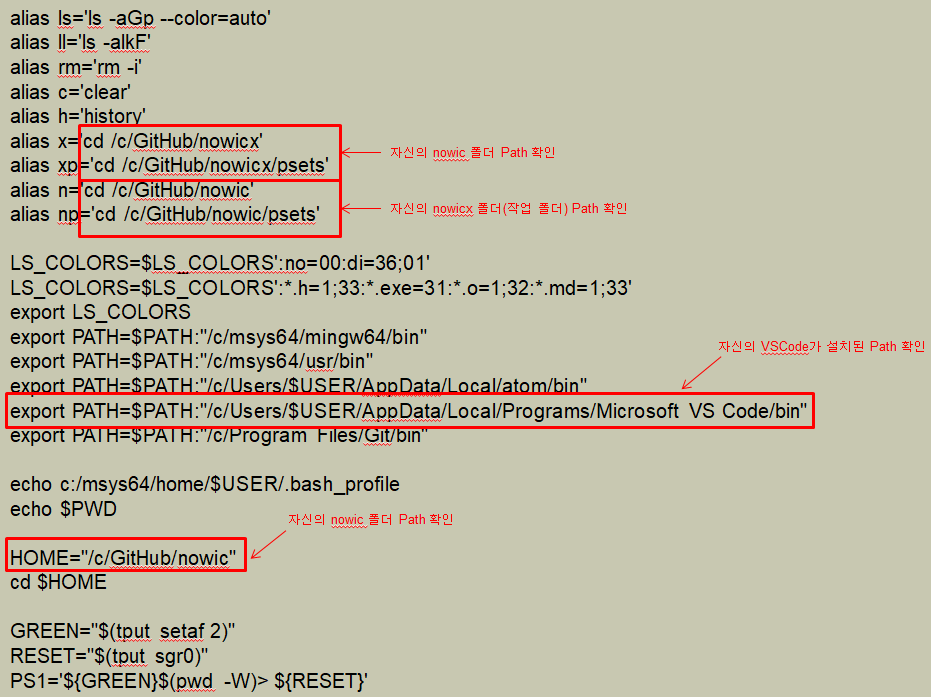 alias ls='ls -aGp --color=auto'
alias ll='ls -alkF'
alias rm='rm -i'
alias c='clear'
alias h='history'
alias x='cd /c/GitHub/nowicx'
alias xp='cd /c/GitHub/nowicx/psets'
자신의 nowic 폴더 Path 확인
alias n='cd /c/GitHub/nowic'
alias np='cd /c/GitHub/nowic/psets'
자신의 nowicx 폴더(작업 폴더) Path 확인
LS_COLORS=$LS_COLORS':no=00:di=36;01'
LS_COLORS=$LS_COLORS':*.h=1;33:*.exe=31:*.o=1;32:*.md=1;33'
export LS_COLORS
export PATH=$PATH:"/c/msys64/mingw64/bin"
export PATH=$PATH:"/c/msys64/usr/bin"
자신의 VSCode가 설치된 Path 확인
export PATH=$PATH:"/c/Users/$USER/AppData/Local/atom/bin"
export PATH=$PATH:"/c/Users/$USER/AppData/Local/Programs/Microsoft VS Code/bin"
export PATH=$PATH:"/c/Program Files/Git/bin"
echo c:/msys64/home/$USER/.bash_profile
echo $PWD
자신의 nowic 폴더 Path 확인
HOME="/c/GitHub/nowic"
cd $HOME
GREEN="$(tput setaf 2)"
RESET="$(tput sgr0)"
PS1='${GREEN}$(pwd -W)> ${RESET}'